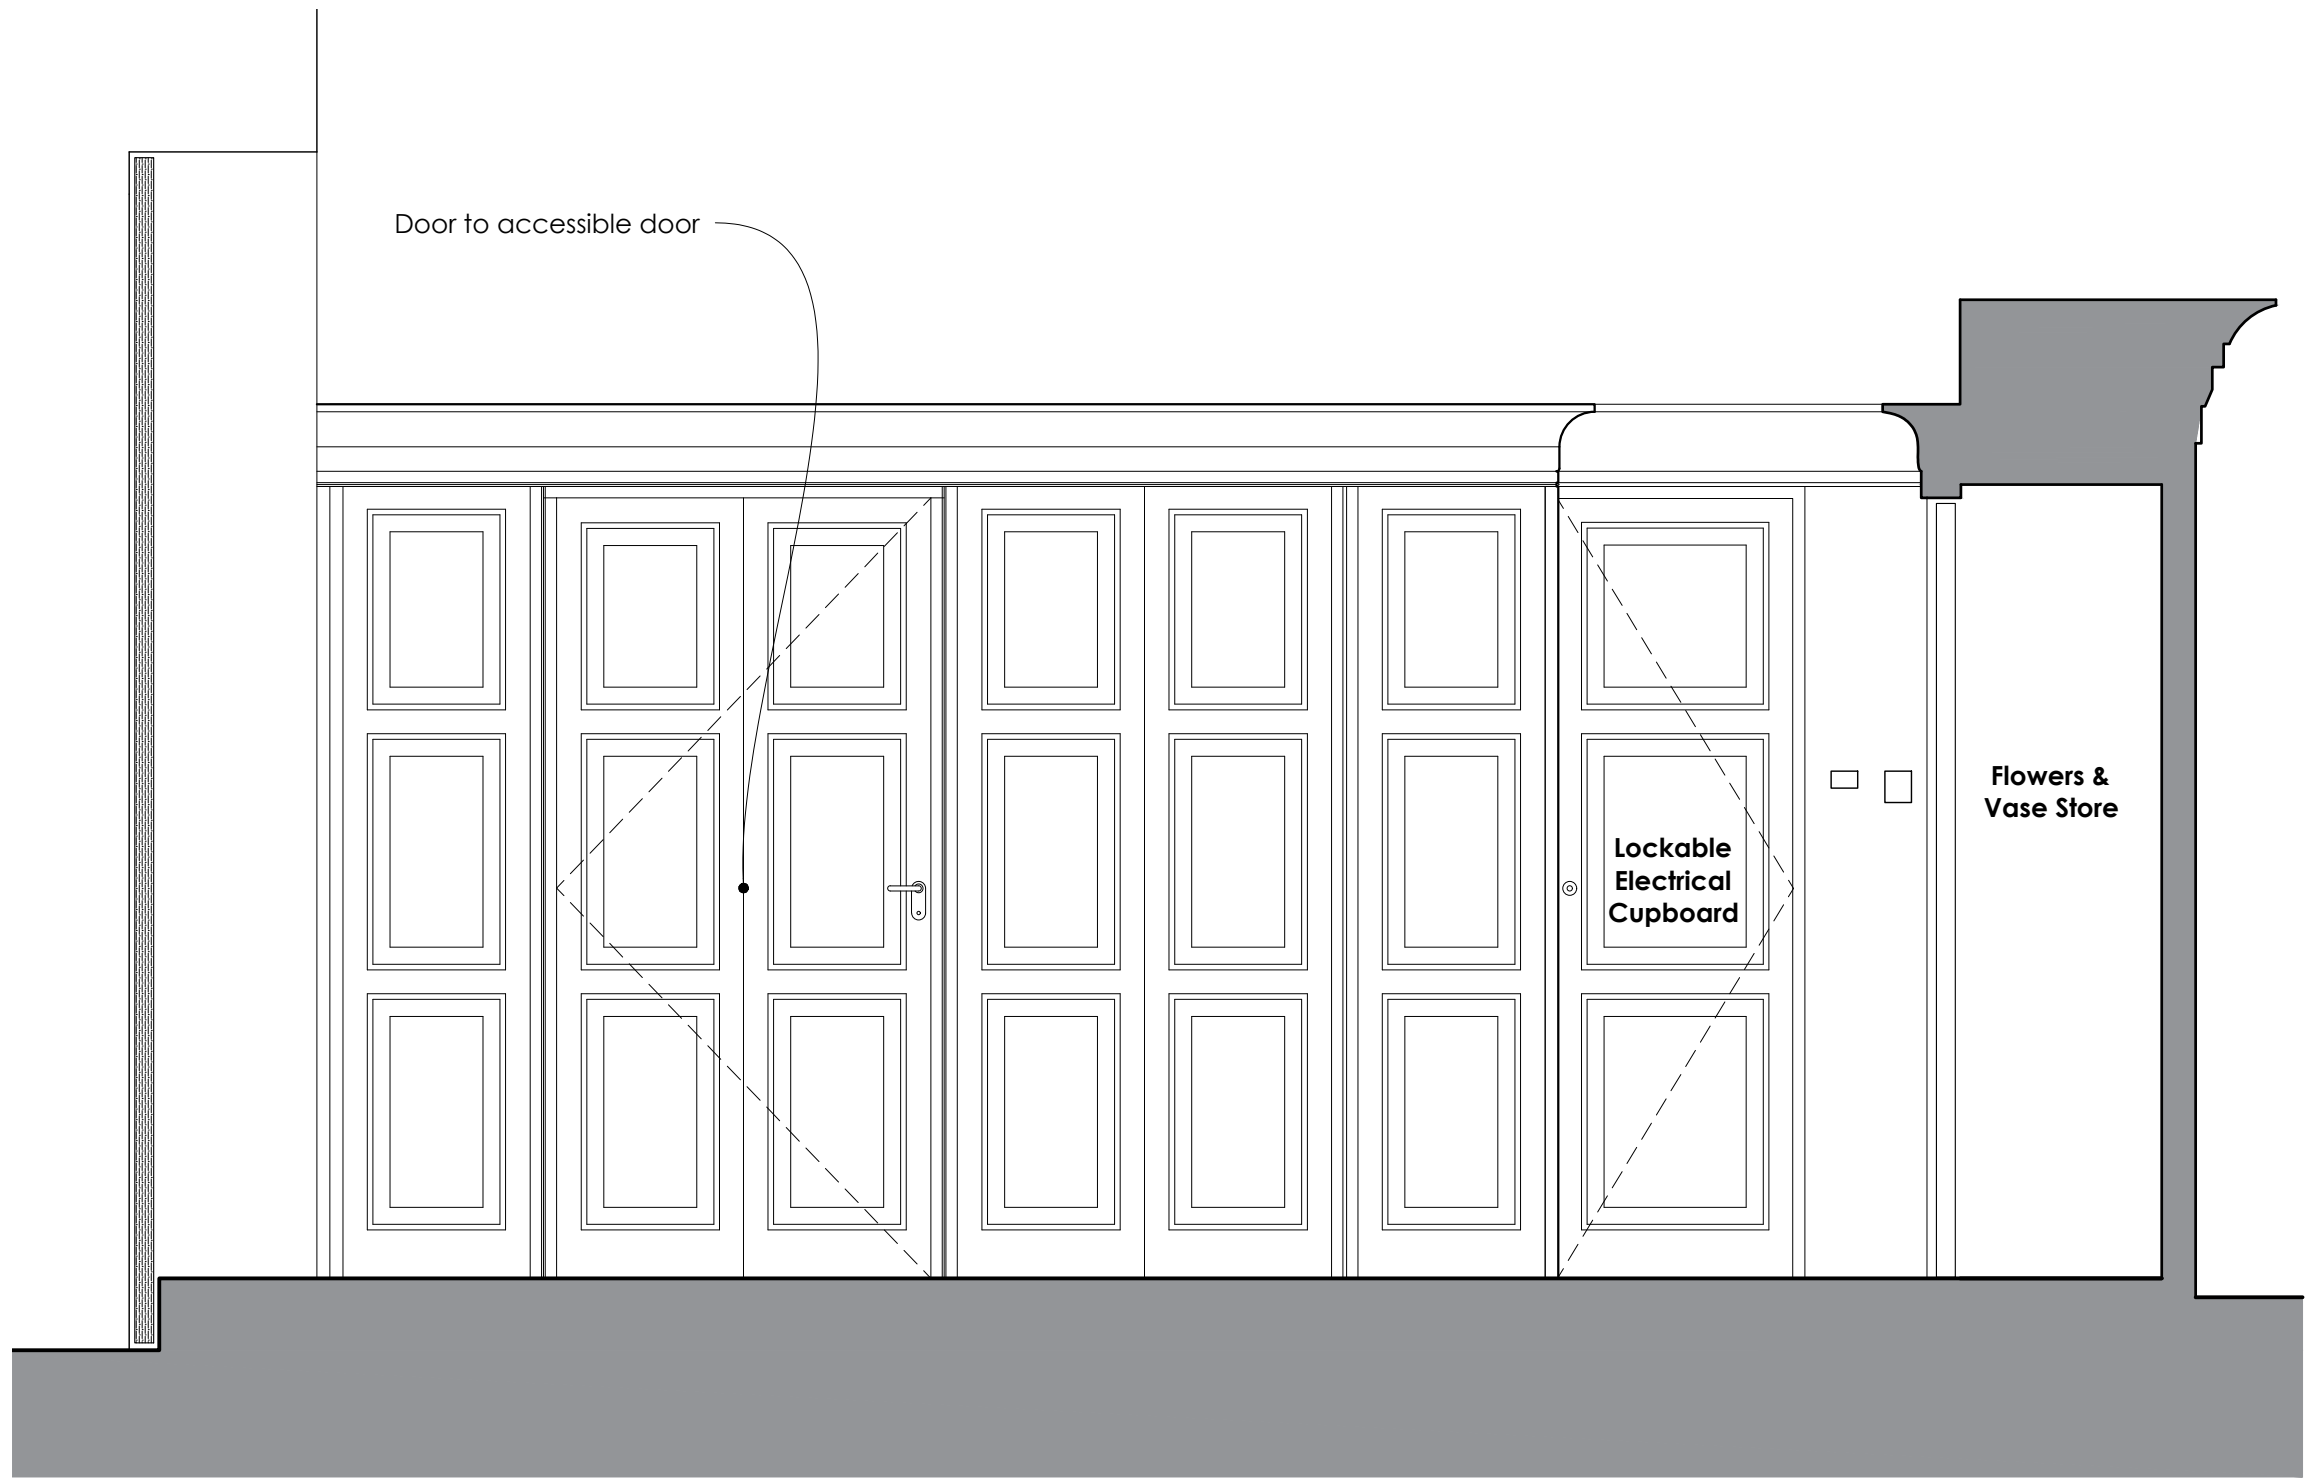 Door to accessible door
Flowers &
Vase Store
Lockable
Electrical
Cupboard